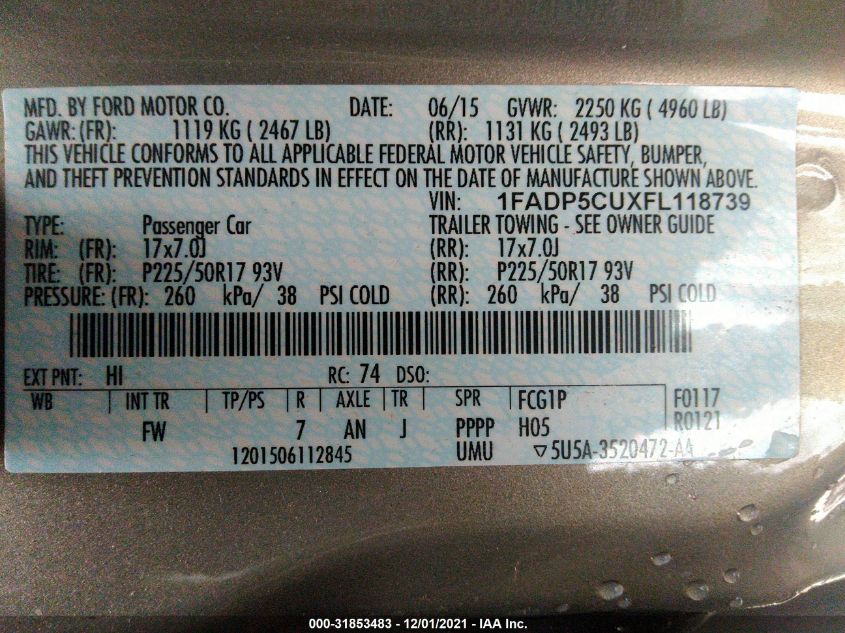 MFD. BY FORD MOTOR CO. DATE: 06/15 GVWR: 2250 KG ( 4960 LB)
GAWR: (FR): 1119 KG ( 2467 LB) (RR): 1131 KG ( 2493 LB)
THIS VEHICLE CONFORMS TO ALL APPLICABLE FEDERAL MOTOR VEHICLE SAFETY, BUMPER,
AND THEFT PREVENTION STANDARDS IN EFFECT ON THE DATE OF MANUFACTURE SHOWN ABOVE.
VIN: 1FADP5CUXFL118739
TYPE: Passenger Car TRAILER TOWING - SEE OWNER GUIDE
RIM: (FR): 17x7.0J (RR): 17x7.0J
TIRE: (FR): P225/50R17 93V (RR): P225/50R17 93V
PRESSURE: (FR): 260 kPa/ 38 PSI COLD (RR): 260 kPa/ 38 PSI COLD
EXT PNT: HI RC: 74 DSO:
WB INT TR TP/PS R AXLE TR SPR FCG1P F0117
FW 7 AN J PPPP H05 R0121
1201506112845 UMU ▽5U5A-3520472-AA
000-31853483 - 12/01/2021 - IAA Inc.